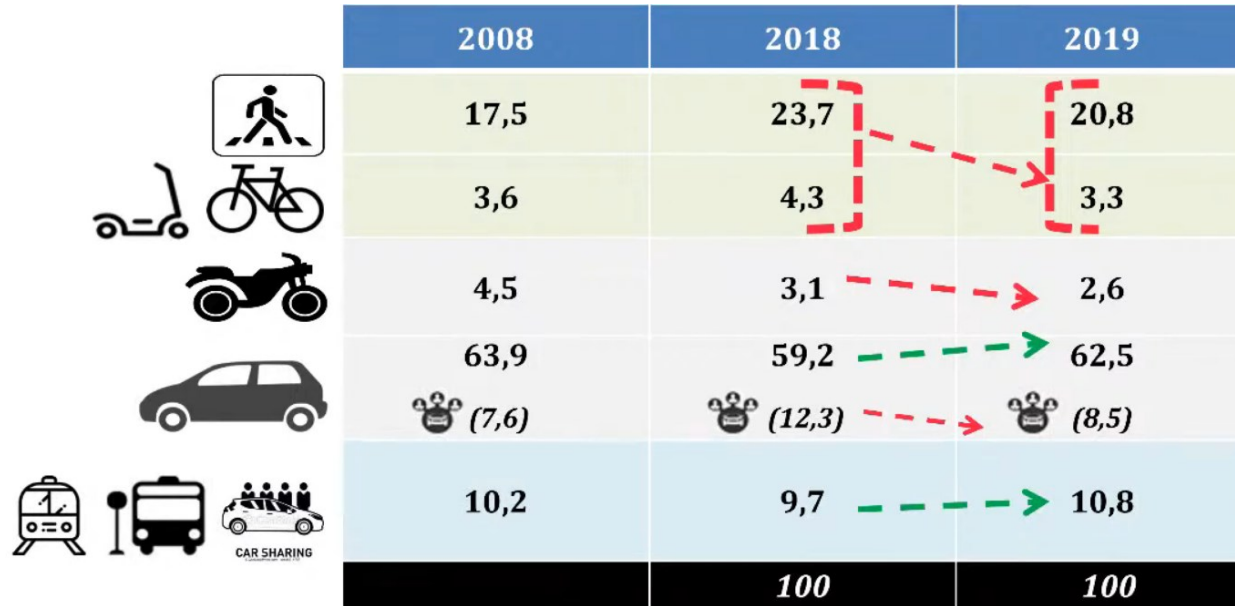 2008 2018 2019
17,5 23,7 20,8
3,6 4,3 3,3
4,5 3,1 2,6
63,9 59,2 62,5
(7,6) (12,3) (8,5)
10,2 9,7 10,8
CAR SHARING
100 100